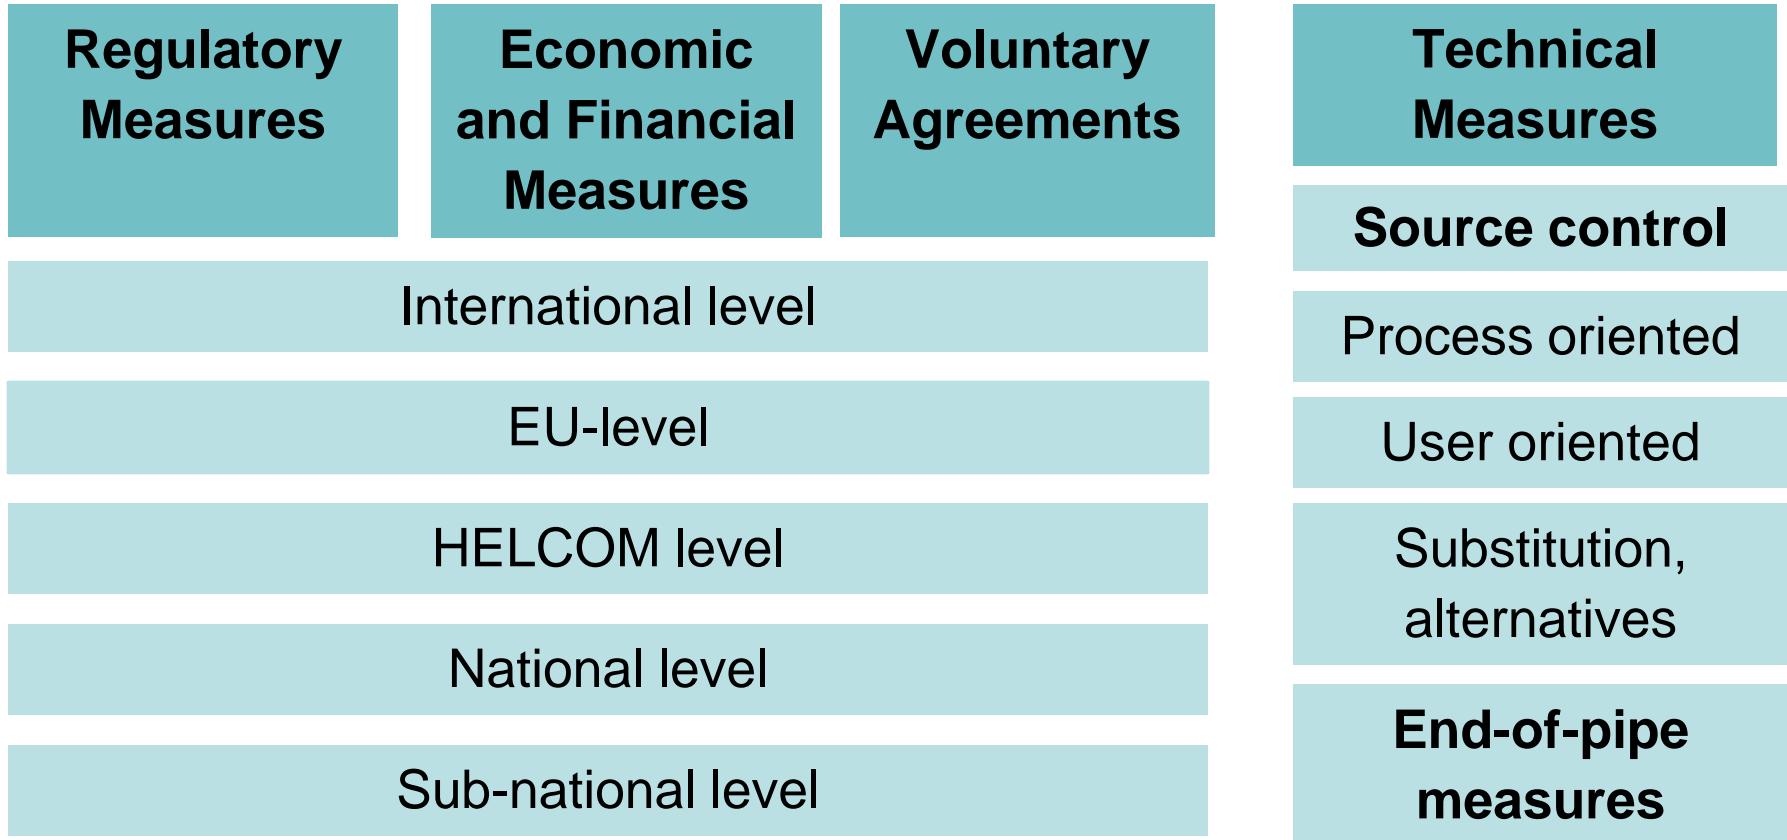 Regulatory
Measures
Economic
and Financial
Measures
Voluntary
Agreements
International level
EU-level
HELCOM level
National level
Sub-national level
Technical
Measures
Source control
Process oriented
User oriented
Substitution,
alternatives
End-of-pipe
measures